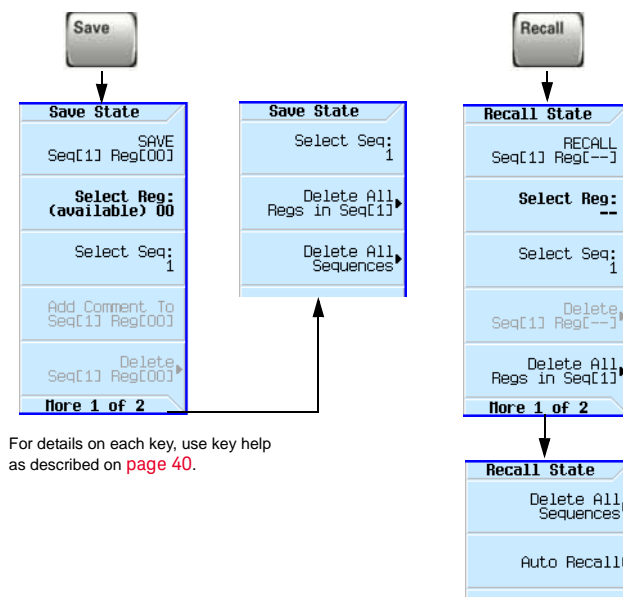 Save
Save State
SAVE
Seq[1] Reg[00]
Select Reg:
(available) 00
Select Seq:
1
Add Comment To
Seq[1] Reg[00]
Delete
Seq[1] Reg[00]
More 1 of 2
Save State
Select Seq:
1
Delete All
Regs in Seq[1]
Delete All
Sequences
For details on each key, use key help
as described on page 40.
Recall
Recall State
RECALL
Seq[1] Reg[--]
Select Reg:
--
Select Seq:
1
Delete
Seq[1] Reg[--]
Delete All
Regs in Seq[1]
More 1 of 2
Recall State
Delete All
Sequences
Auto Recall